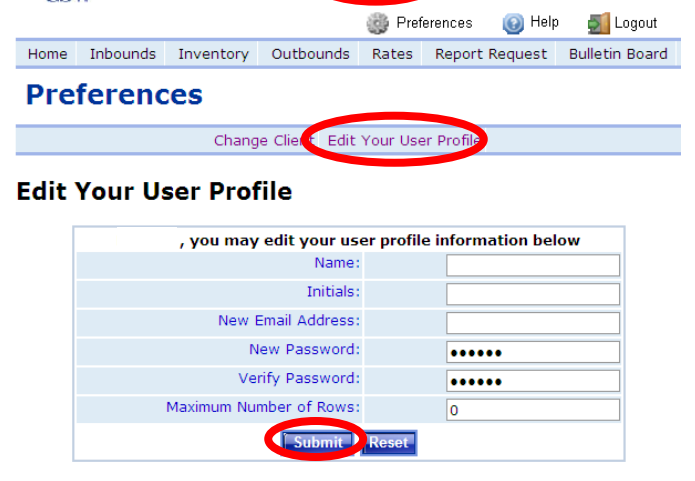 Preferences Help Logout
Home Inbounds Inventory Outbounds Rates Report Request Bulletin Board
Preferences
Change Client Edit Your User Profile
Edit Your User Profile
, you may edit your user profile information below
Name:
Initials:
New Email Address:
New Password: ••••••
Verify Password: ••••••
Maximum Number of Rows: 0
Submit Reset